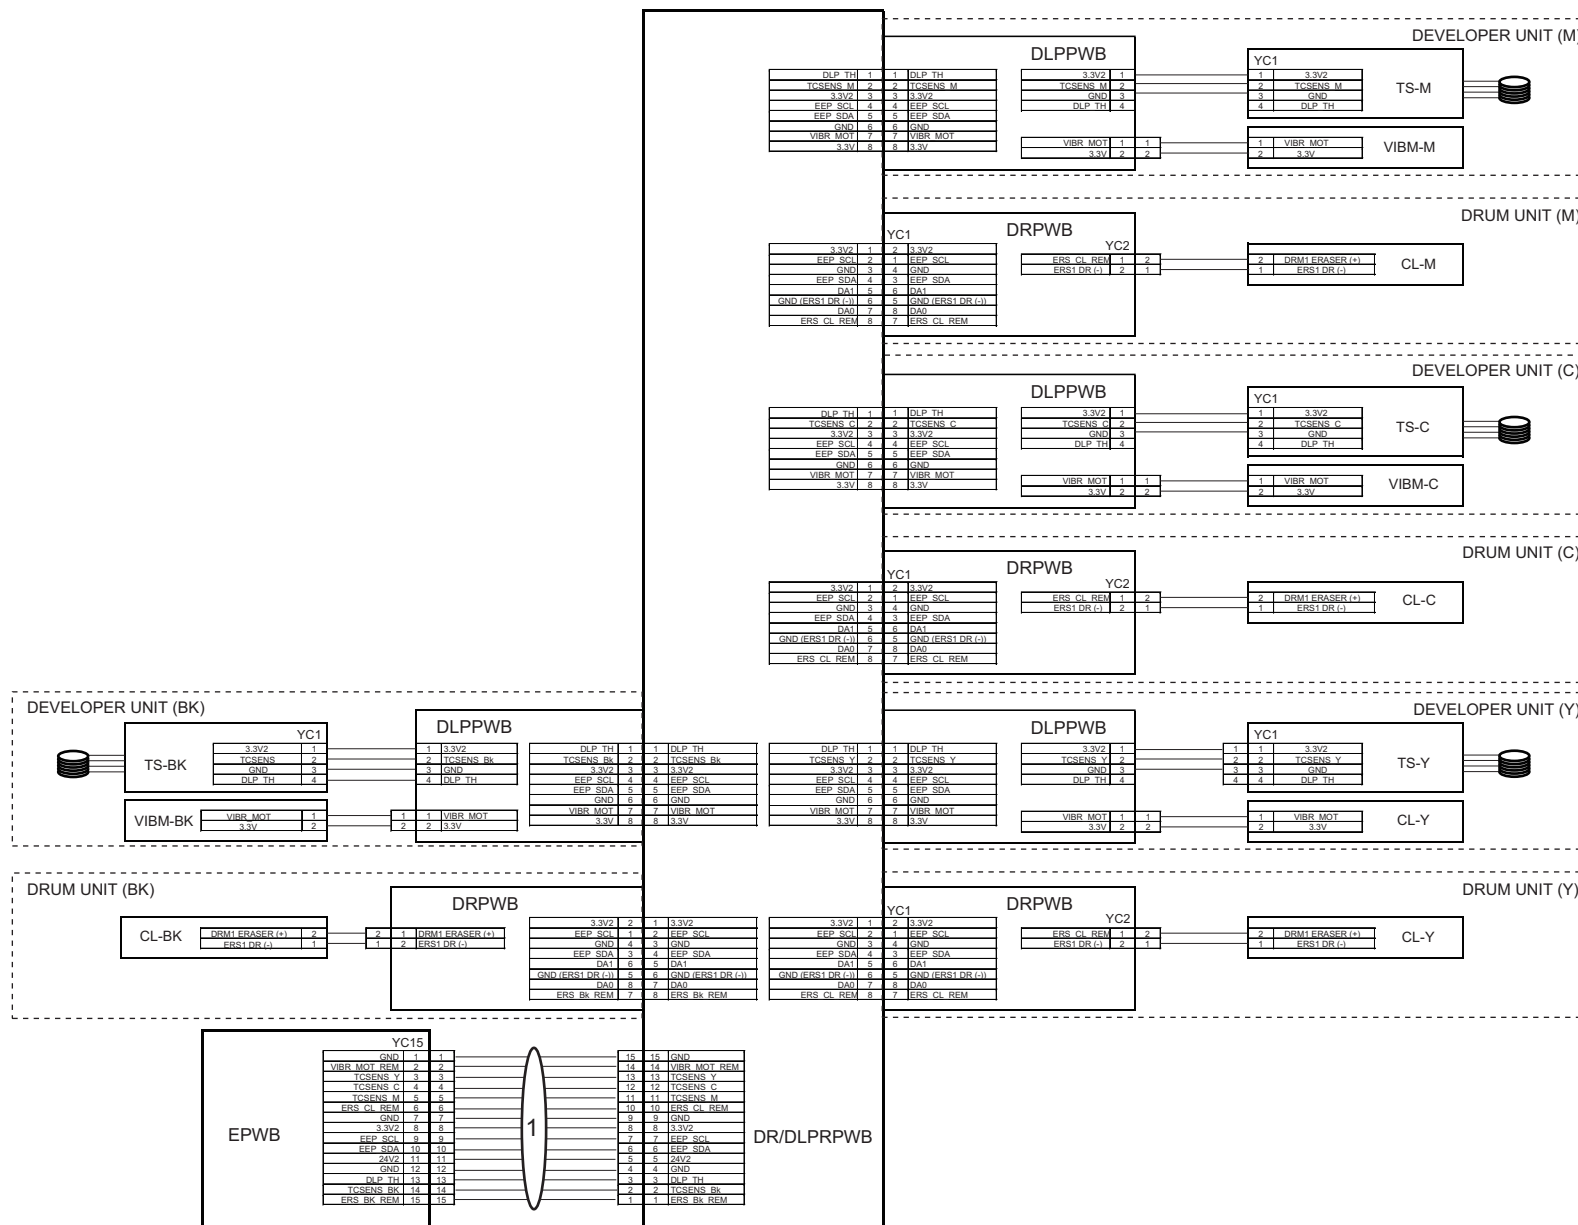 DEVELOPER UNIT (M)
DLPPWB
YC1
DLP TH 1 1 DLP TH
TCSENS M 2 2 TCSENS M
3.3V2 3 3 3.3V2
EEP SCL 4 4 EEP SCL
EEP SDA 5 5 EEP SDA
GND 6 6 GND
VIBR MOT 7 7 VIBR MOT
3.3V 8 8 3.3V
3.3V2 1 1 3.3V2
TCSENS M 2 2 TCSENS M
GND 3 3 GND
DLP TH 4 4 DLP TH
TS-M
VIBR MOT 1 1 1 VIBR MOT
3.3V 2 2 2 3.3V
VIBM-M
DRUM UNIT (M)
DRPWB
YC1
YC2
3.3V2 1 2 3.3V2
EEP SCL 2 1 EEP SCL
GND 3 4 GND
EEP SDA 4 3 EEP SDA
DA1 5 6 DA1
GND (ERS1 DR (-)) 6 5 GND (ERS1 DR (-))
DA0 7 8 DA0
ERS CL REM 8 7 ERS CL REM
ERS CL REM 1 2 2 DRM1 ERASER (+)
ERS1 DR (-) 2 1 1 ERS1 DR (-)
CL-M
DEVELOPER UNIT (C)
DLPPWB
YC1
DLP TH 1 1 DLP TH
TCSENS C 2 2 TCSENS C
3.3V2 3 3 3.3V2
EEP SCL 4 4 EEP SCL
EEP SDA 5 5 EEP SDA
GND 6 6 GND
VIBR MOT 7 7 VIBR MOT
3.3V 8 8 3.3V
3.3V2 1 1 3.3V2
TCSENS C 2 2 TCSENS C
GND 3 3 GND
DLP TH 4 4 DLP TH
TS-C
VIBR MOT 1 1 1 VIBR MOT
3.3V 2 2 2 3.3V
VIBM-C
DRUM UNIT (C)
DRPWB
YC1
YC2
3.3V2 1 2 3.3V2
EEP SCL 2 1 EEP SCL
GND 3 4 GND
EEP SDA 4 3 EEP SDA
DA1 5 6 DA1
GND (ERS1 DR (-)) 6 5 GND (ERS1 DR (-))
DA0 7 8 DA0
ERS CL REM 8 7 ERS CL REM
ERS CL REM 1 2 2 DRM1 ERASER (+)
ERS1 DR (-) 2 1 1 ERS1 DR (-)
CL-C
DEVELOPER UNIT (BK)
YC1
DLPPWB
TS-BK
3.3V2 1 1 3.3V2
TCSENS 2 2 TCSENS Bk
GND 3 3 GND
DLP TH 4 4 DLP TH
VIBM-BK
VIBR MOT 1 1 1 VIBR MOT
3.3V 2 2 2 3.3V
DLP TH 1 1 DLP TH
TCSENS Bk 2 2 TCSENS Bk
3.3V2 3 3 3.3V2
EEP SCL 4 4 EEP SCL
EEP SDA 5 5 EEP SDA
GND 6 6 GND
VIBR MOT 7 7 VIBR MOT
3.3V 8 8 3.3V
DEVELOPER UNIT (Y)
DLPPWB
YC1
DLP TH 1 1 DLP TH
TCSENS Y 2 2 TCSENS Y
3.3V2 3 3 3.3V2
EEP SCL 4 4 EEP SCL
EEP SDA 5 5 EEP SDA
GND 6 6 GND
VIBR MOT 7 7 VIBR MOT
3.3V 8 8 3.3V
3.3V2 1 1 1 3.3V2
TCSENS Y 2 2 2 TCSENS Y
GND 3 3 3 GND
DLP TH 4 4 4 DLP TH
TS-Y
VIBR MOT 1 1 1 VIBR MOT
3.3V 2 2 2 3.3V
CL-Y
DRUM UNIT (BK)
DRPWB
CL-BK
DRM1 ERASER (+) 2 2 1 DRM1 ERASER (+)
ERS1 DR (-) 1 1 2 ERS1 DR (-)
3.3V2 2 1 3.3V2
EEP SCL 1 2 EEP SCL
GND 4 3 GND
EEP SDA 3 4 EEP SDA
DA1 6 5 DA1
GND (ERS1 DR (-)) 5 6 GND (ERS1 DR (-))
DA0 8 7 DA0
ERS Bk REM 7 8 ERS Bk REM
DRUM UNIT (Y)
DRPWB
YC1
YC2
3.3V2 1 2 3.3V2
EEP SCL 2 1 EEP SCL
GND 3 4 GND
EEP SDA 4 3 EEP SDA
DA1 5 6 DA1
GND (ERS1 DR (-)) 6 5 GND (ERS1 DR (-))
DA0 7 8 DA0
ERS CL REM 8 7 ERS CL REM
ERS CL REM 1 2 2 DRM1 ERASER (+)
ERS1 DR (-) 2 1 1 ERS1 DR (-)
CL-Y
YC15
EPWB
1
DR/DLPRPWB
GND 1 1 15 15 GND
VIBR MOT REM 2 2 14 14 VIBR MOT REM
TCSENS Y 3 3 13 13 TCSENS Y
TCSENS C 4 4 12 12 TCSENS C
TCSENS M 5 5 11 11 TCSENS M
ERS CL REM 6 6 10 10 ERS CL REM
GND 7 7 9 9 GND
3.3V2 8 8 8 8 3.3V2
EEP SCL 9 9 7 7 EEP SCL
EEP SDA 10 10 6 6 EEP SDA
24V2 11 11 5 5 24V2
GND 12 12 4 4 GND
DLP TH 13 13 3 3 DLP TH
TCSENS BK 14 14 2 2 TCSENS Bk
ERS BK REM 15 15 1 1 ERS Bk REM